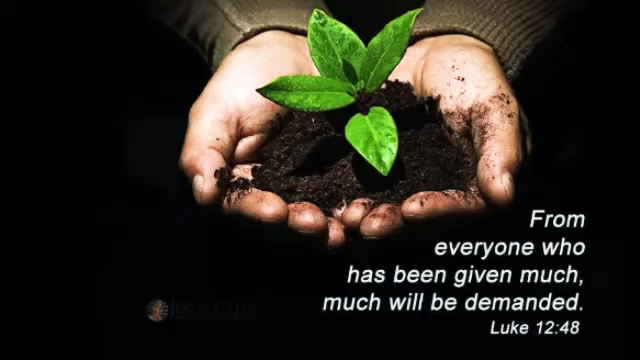 From
everyone who
has been given much,
much will be demanded.
Luke 12:48